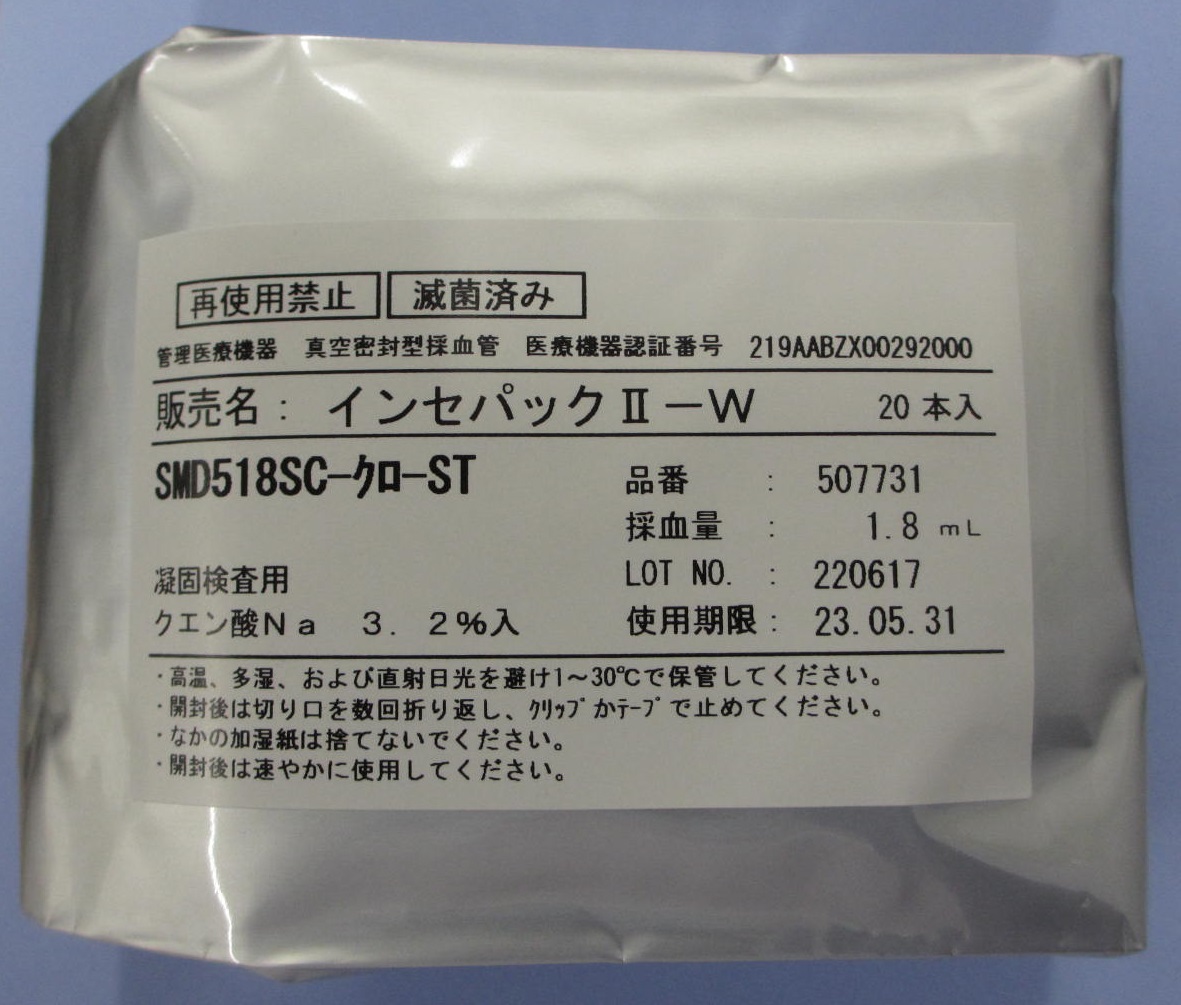 再使用禁止 滅菌済み
管理医療機器 真空密封型採血管 医療機器認証番号 219AABZX00292000
販売名： インセパックⅡ－W 20本入
SMD518SC-ｸﾛｰST
品番 : 507731
採血量 : 1.8 mL
凝固検査用
LOT NO. : 220617
クエン酸Ｎａ ３．２％入
使用期限 : 23.05.31
・高温、多湿、および直射日光を避け1～30℃で保管してください。
・開封後は切り口を数回折り返し、ｸﾘｯﾌﾟかﾃｰﾌﾟで止めてください。
・なかの加湿紙は捨てないでください。
・開封後は速やかに使用してください。